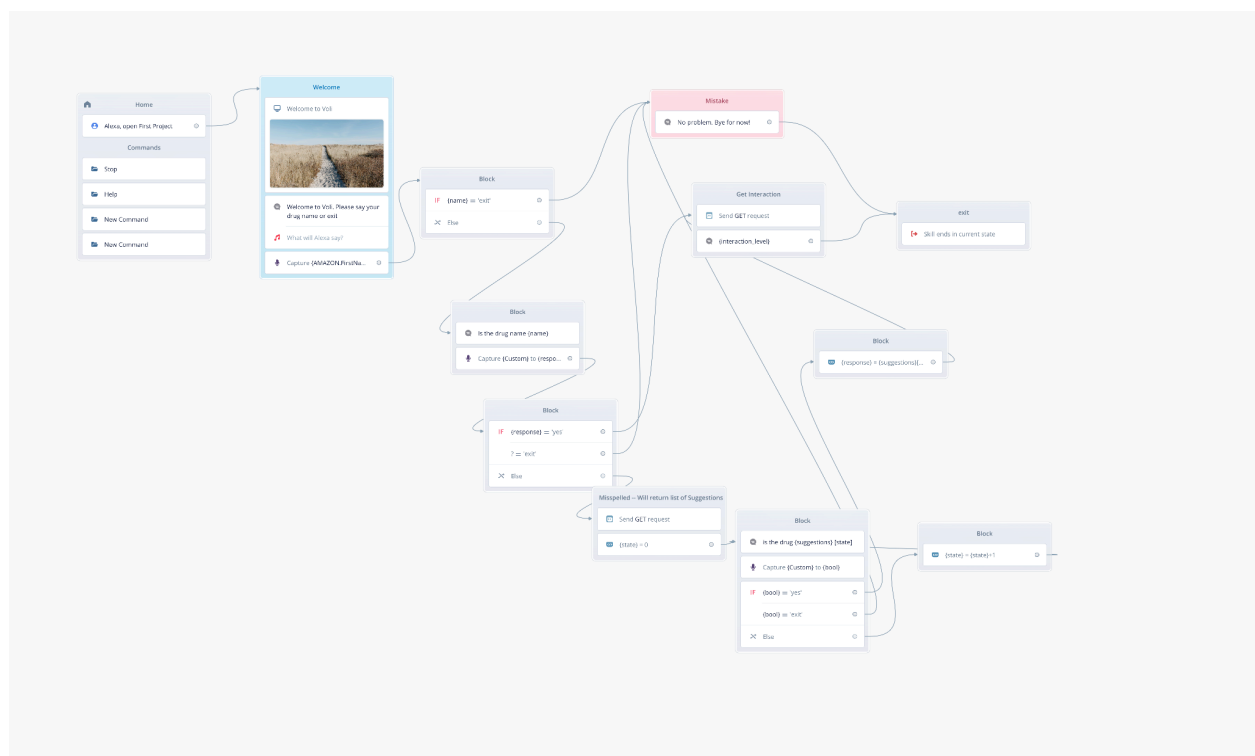 Home
Alexa, open First Project
Commands
Stop
Help
New Command
New Command
Welcome
Welcome to Voli.
Welcome to Voli. Please say your
drug name or exit
What will Alexa say?
Capture {AMAZON.FirstNa...
Block
IF {name} = 'exit'
Else
Block
Is the drug name {name}
Capture {Custom} to {respo...
Block
IF {response} = 'yes'
? = 'exit'
Else
Misspelled -- Will return list of Suggestions
Send GET request
{state} = 0
Mistake
No problem. Bye for now!
Get Interaction
Send GET request
{interaction_level}
exit
Skill ends in current state
Block
{response} =
Block
Is the drug {suggestions} [state]
Capture {Custom} to {bool}
IF {bool} = 'yes'
{bool} = 'exit'
Else
Block
{state} = {state}+1